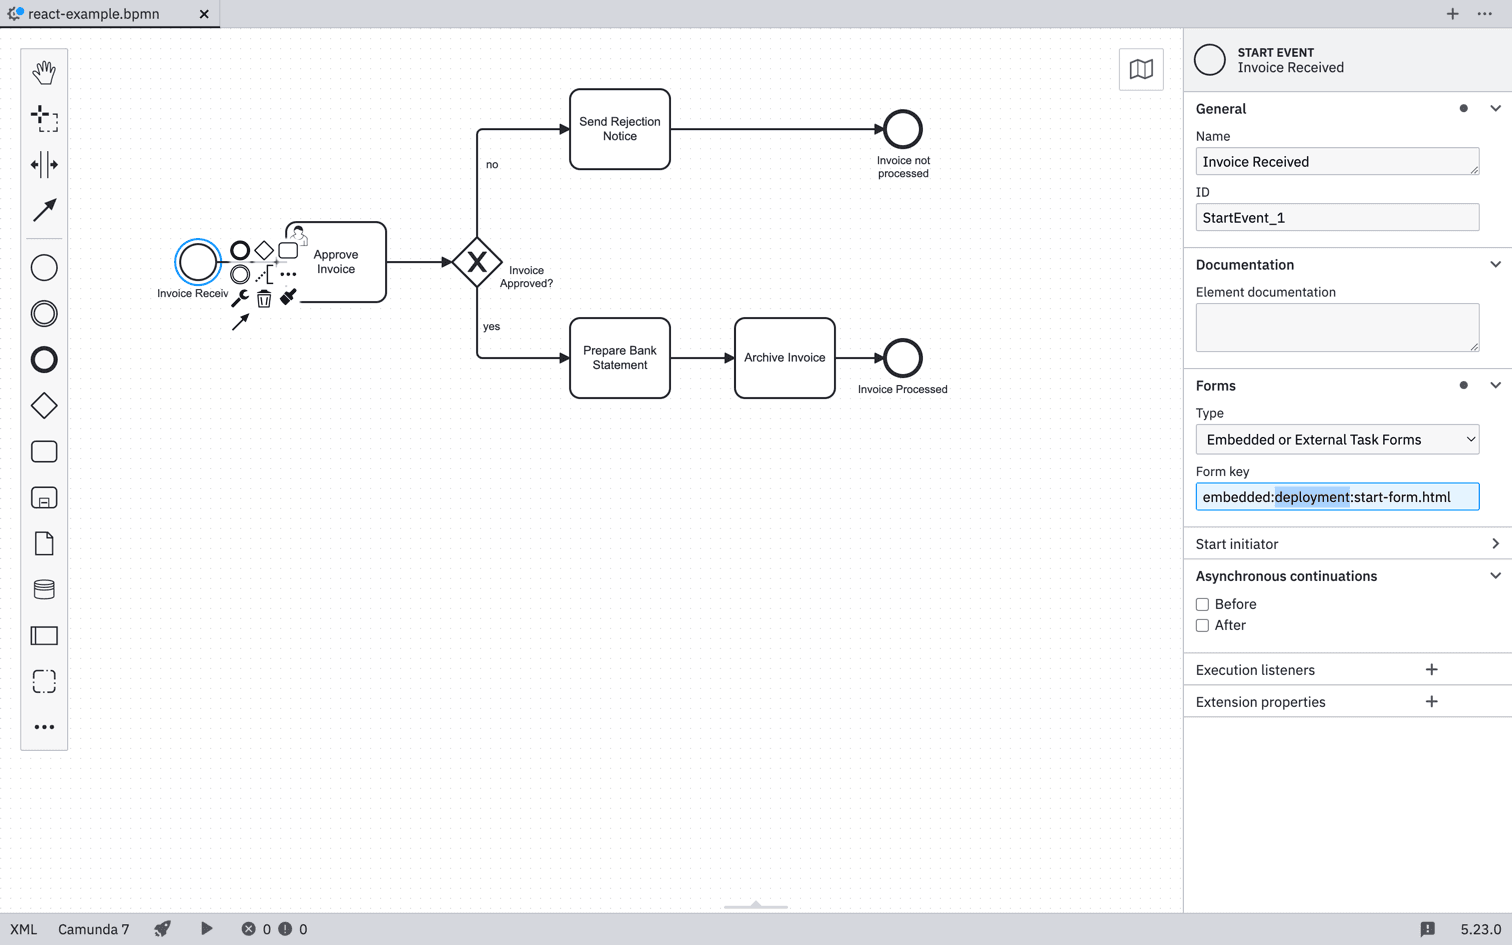 react-example.bpmn
Send Rejection
Notice
Invoice not
processed
no
Approve
Invoice
Invoice Receiv
Invoice
Approved?
yes
Prepare Bank
Statement
Archive Invoice
Invoice Processed
START EVENT
Invoice Received
General
Name
Invoice Received
ID
StartEvent_1
Documentation
Element documentation
Forms
Type
Embedded or External Task Forms
Form key
embedded:deployment:start-form.html
Start initiator
Asynchronous continuations
Before
After
Execution listeners
Extension properties
XML Camunda 7 0 0 5.23.0